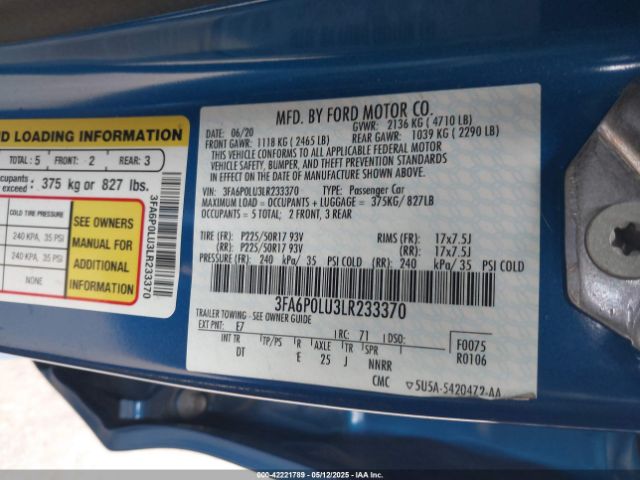 D LOADING INFORMATION
TOTAL: 5 FRONT: 2 REAR: 3
occupants and
exceed: 375 kg or 827 lbs.
COLD TIRE PRESSURE
240 KPA, 35 PSI
240 KPA, 35 PSI
NONE
SEE OWNERS
MANUAL FOR
ADDITIONAL
INFORMATION
3FA6P0LU3LR233370
MFD. BY FORD MOTOR CO.
DATE: 06/20 GVWR: 2136 KG ( 4710 LB)
FRONT GAWR: 1118 KG ( 2465 LB) REAR GAWR: 1039 KG ( 2290 LB)
THIS VEHICLE CONFORMS TO ALL APPLICABLE FEDERAL MOTOR
VEHICLE SAFETY, BUMPER, AND THEFT PREVENTION STANDARDS
IN EFFECT ON THE DATE OF MANUFACTURE SHOWN ABOVE.
VIN: 3FA6P0LU3LR233370 TYPE: Passenger Car
MAXIMUM LOAD = OCCUPANTS + LUGGAGE = 375KG/ 827LB
OCCUPANTS = 5 TOTAL: 2 FRONT, 3 REAR
TIRE (FR): P225/50R17 93V RIMS (FR): 17x7.5J
(RR): P225/50R17 93V (RR): 17x7.5J
PRESSURE (FR): 240 kPa/ 35 PSI COLD (RR): 240 kPa/ 35 PSI COLD
3FA6P0LU3LR233370
TRAILER TOWING - SEE OWNER GUIDE
EXT PNT: E7 RC: 71 DSO: F0075
INT TR TP/PS R AXLE TR SPR R0106
DT E 25 J NNRR
CMC 5U5A-5420472-AA
000-42221789 05/12/2025 IAAI.COM